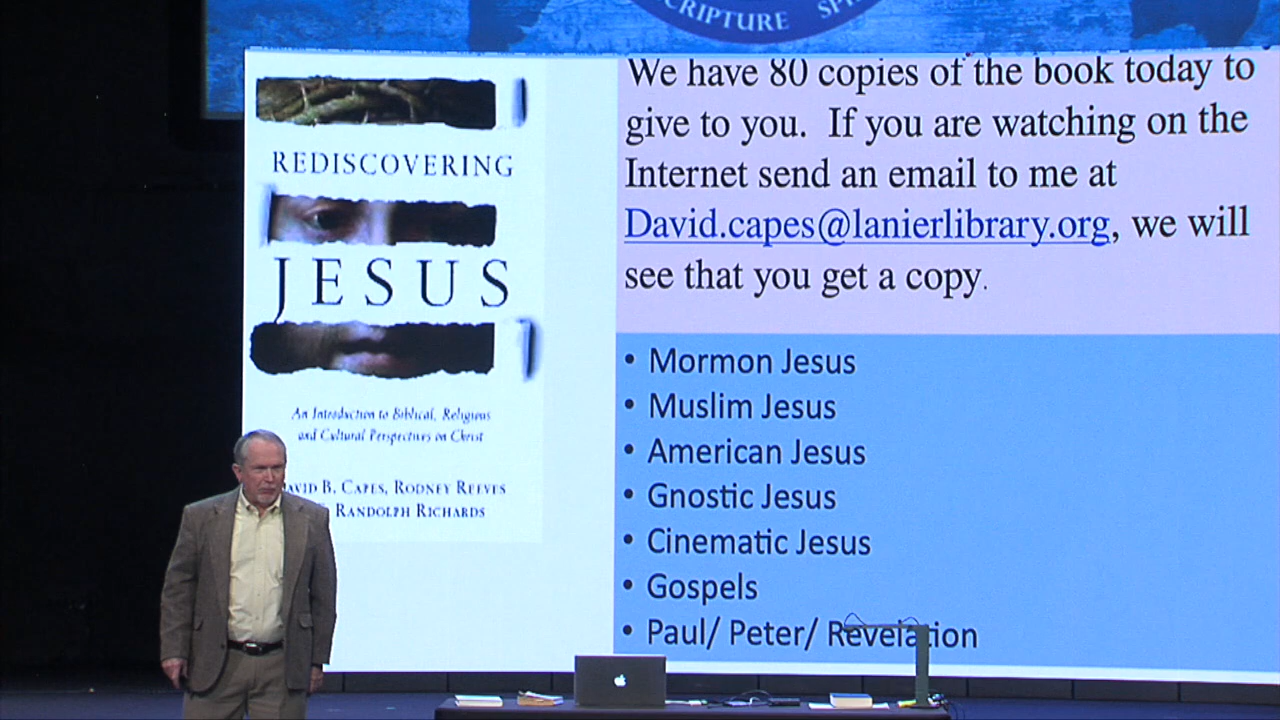 SCRIPTURE
We have 80 copies of the book today to
give to you. If you are watching on the
Internet send an email to me at
David.capes@lanierlibrary.org, we will
see that you get a copy.
REDISCOVERING
JESUS
An Introduction to Biblical, Religious
and Cultural Perspectives on Christ
DAVID B. CAPES, RODNEY REEVES
RANDOLPH RICHARDS
• Mormon Jesus
• Muslim Jesus
• American Jesus
• Gnostic Jesus
• Cinematic Jesus
• Gospels
• Paul/ Peter/ Revelation